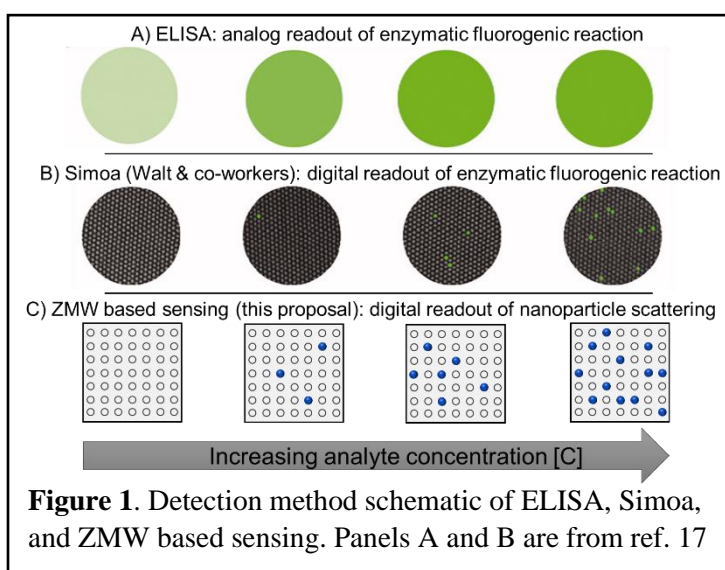 A) ELISA: analog readout of enzymatic fluorogenic reaction
B) Simoa (Walt & co-workers): digital readout of enzymatic fluorogenic reaction
C) ZMW based sensing (this proposal): digital readout of nanoparticle scattering
Increasing analyte concentration [C]
Figure 1. Detection method schematic of ELISA, Simoa,
and ZMW based sensing. Panels A and B are from ref. 17